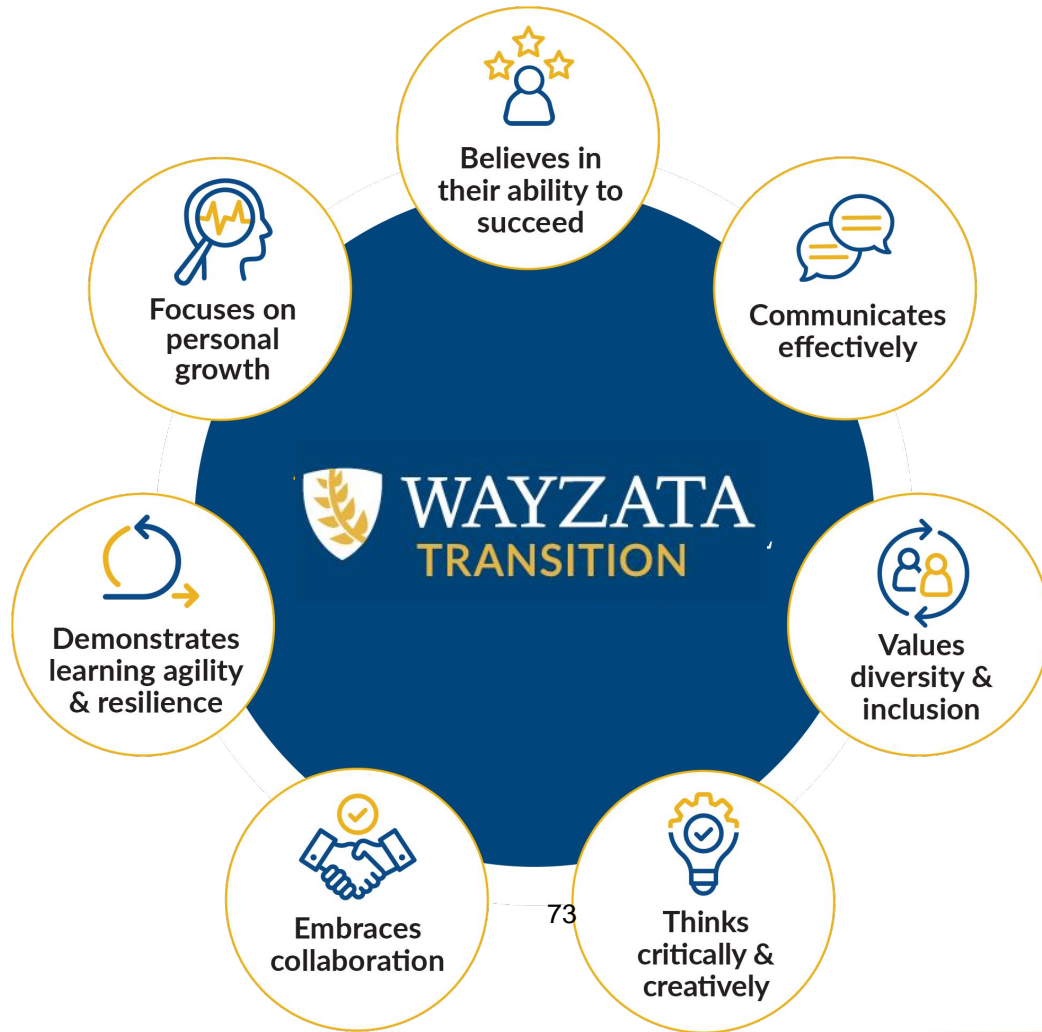 Believes in
their ability to
succeed
Communicates
effectively
Values
diversity &
inclusion
Thinks
critically &
creatively
Embraces
collaboration
Demonstrates
learning agility
& resilience
Focuses on
personal
growth
WAYZATA
TRANSITION
73